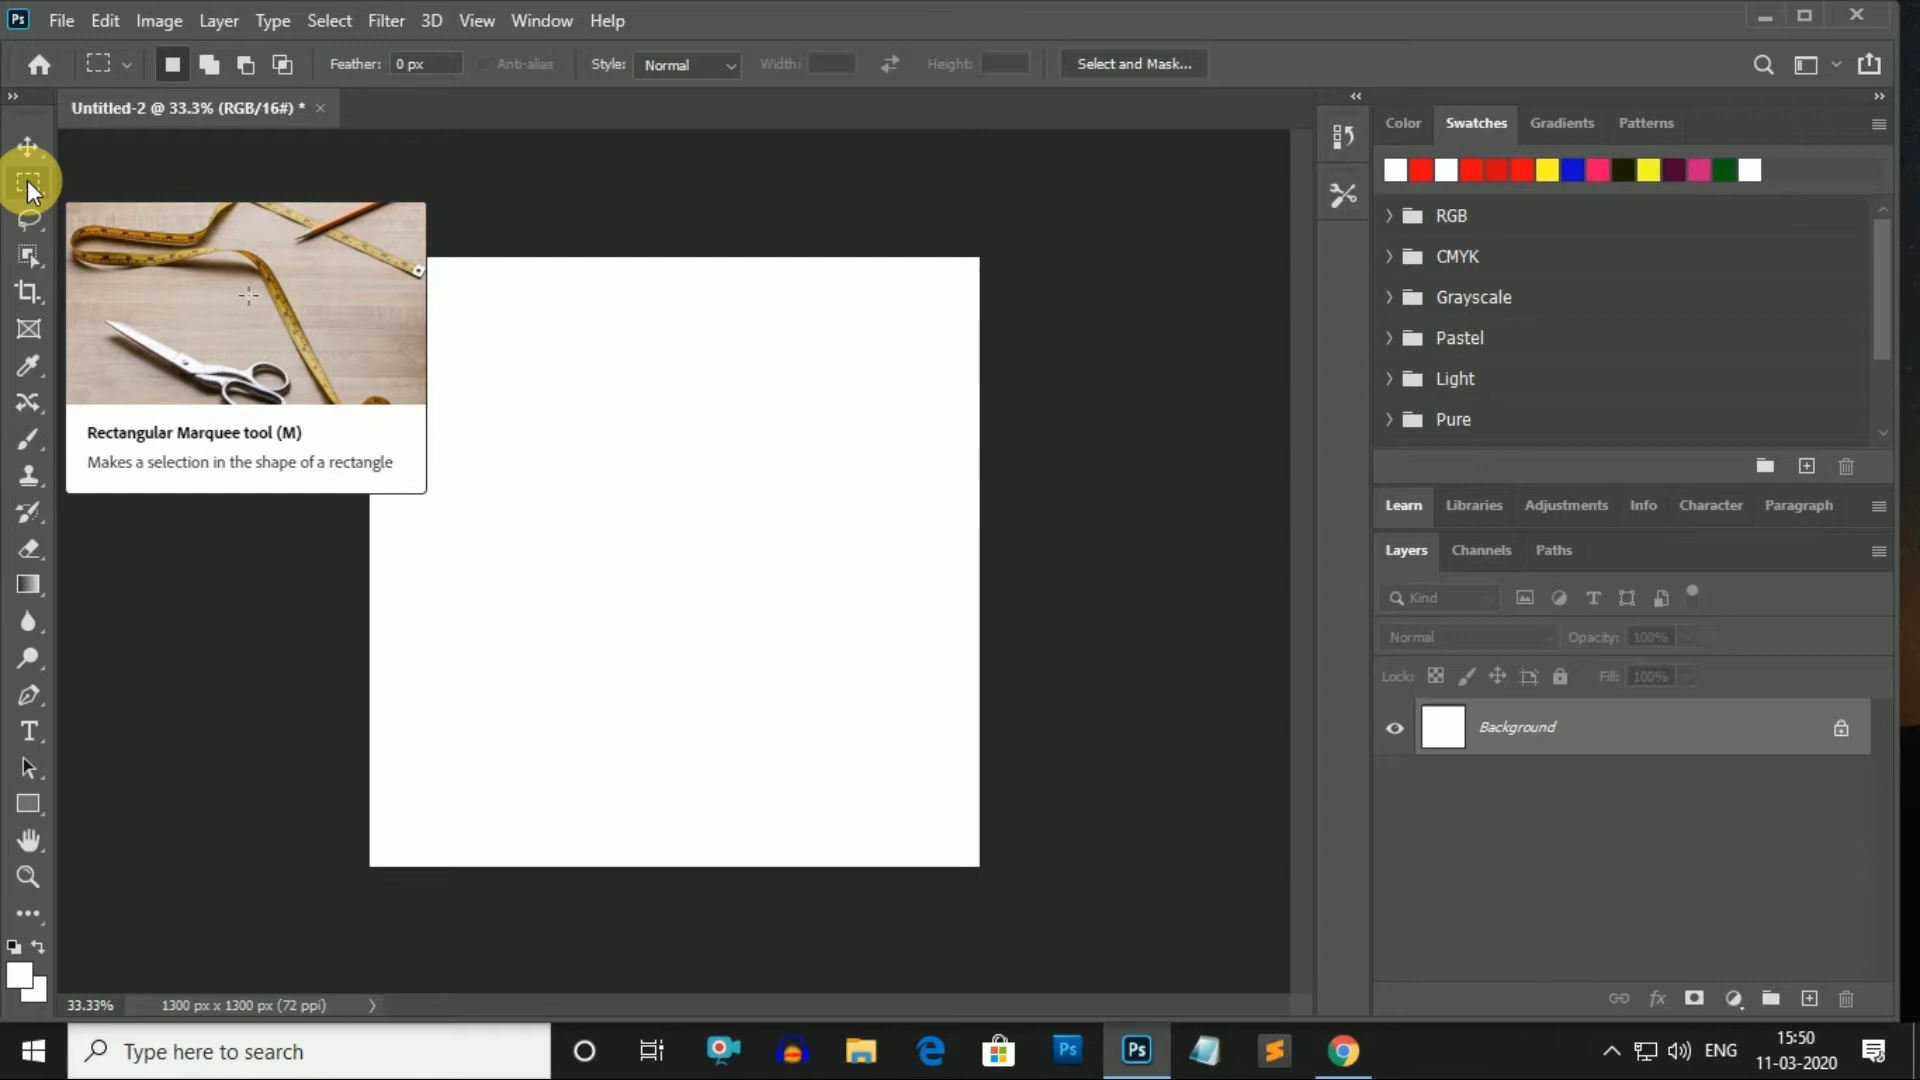 Ps File Edit Image Layer Type Select Filter 3D View Window Help
Feather: 0 px Anti-alias Style: Normal Width: Height: Select and Mask...
Untitled-2 @ 33.3% (RGB/16#) * ×
Color Swatches Gradients Patterns
RGB
CMYK
Grayscale
Pastel
Light
Pure
Rectangular Marquee tool (M)
Makes a selection in the shape of a rectangle
Learn Libraries Adjustments Info Character Paragraph
Layers Channels Paths
Kind
Normal Opacity: 100%
Lock: Fill: 100%
Background
fx
33.33% 1300 px x 1300 px (72 ppi)
Type here to search
Ps
Ps
ENG
15:50
11-03-2020